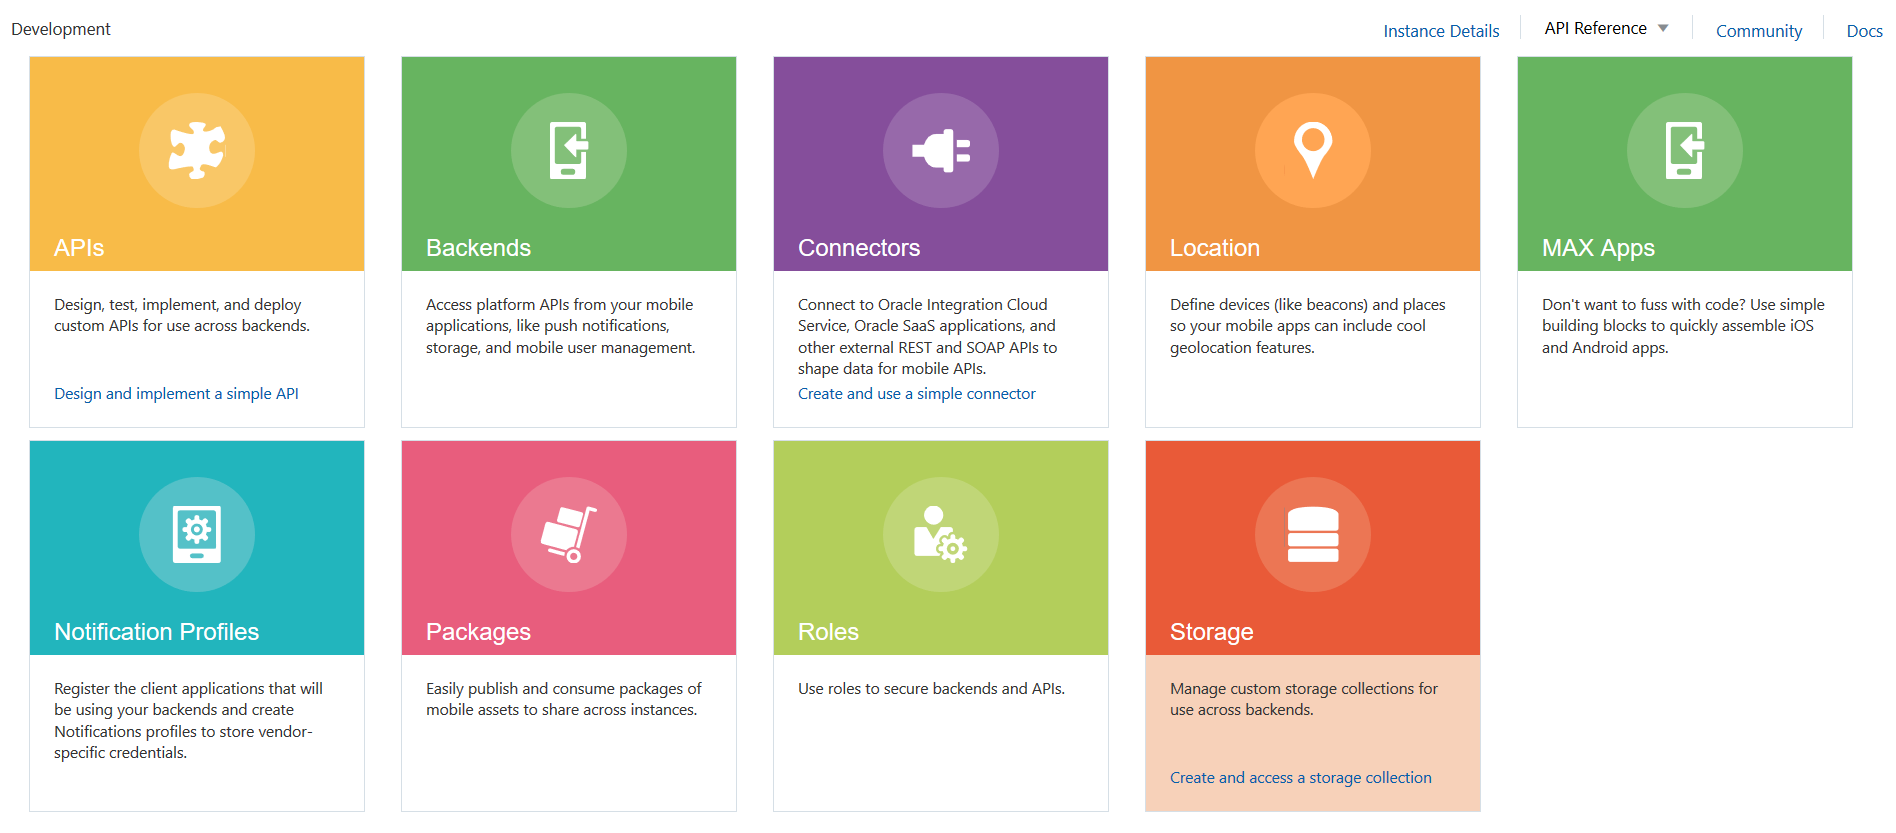 Development
Instance Details
API Reference
Community
Docs
APIs
Design, test, implement, and deploy
custom APIs for use across backends.
Design and implement a simple API
Backends
Access platform APIs from your mobile
applications, like push notifications,
storage, and mobile user management.
Connectors
Connect to Oracle Integration Cloud
Service, Oracle SaaS applications, and
other external REST and SOAP APIs to
shape data for mobile APIs.
Create and use a simple connector
Location
Define devices (like beacons) and places
so your mobile apps can include cool
geolocation features.
MAX Apps
Don't want to fuss with code? Use simple
building blocks to quickly assemble iOS
and Android apps.
Notification Profiles
Register the client applications that will
be using your backends and create
Notifications profiles to store vendor-
specific credentials.
Packages
Easily publish and consume packages of
mobile assets to share across instances.
Roles
Use roles to secure backends and APIs.
Storage
Manage custom storage collections for
use across backends.
Create and access a storage collection